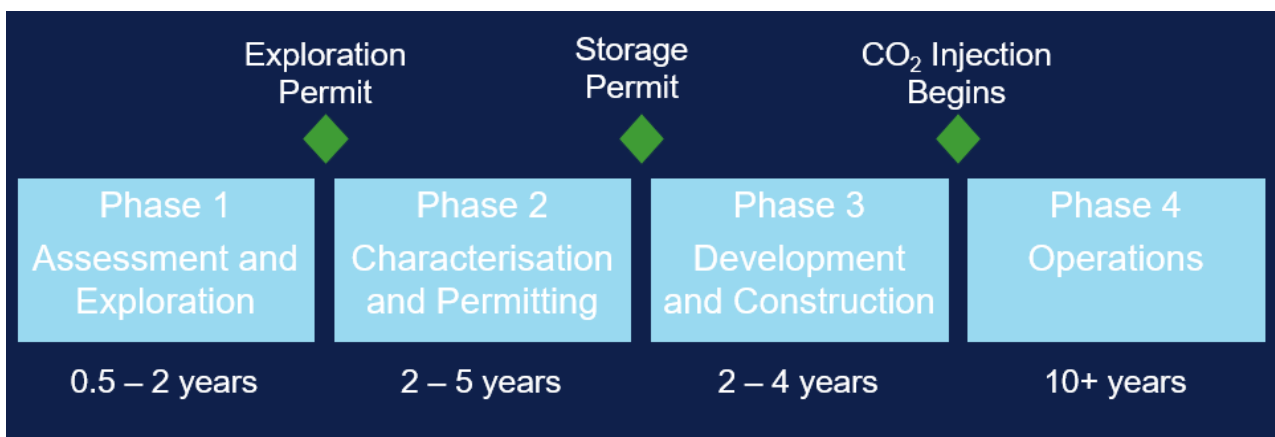 Exploration
Permit
Storage
Permit
CO₂ Injection
Begins
Phase 1
Assessment and
Exploration
Phase 2
Characterisation
and Permitting
Phase 3
Development
and Construction
Phase 4
Operations
0.5 – 2 years
2 – 5 years
2 – 4 years
10+ years